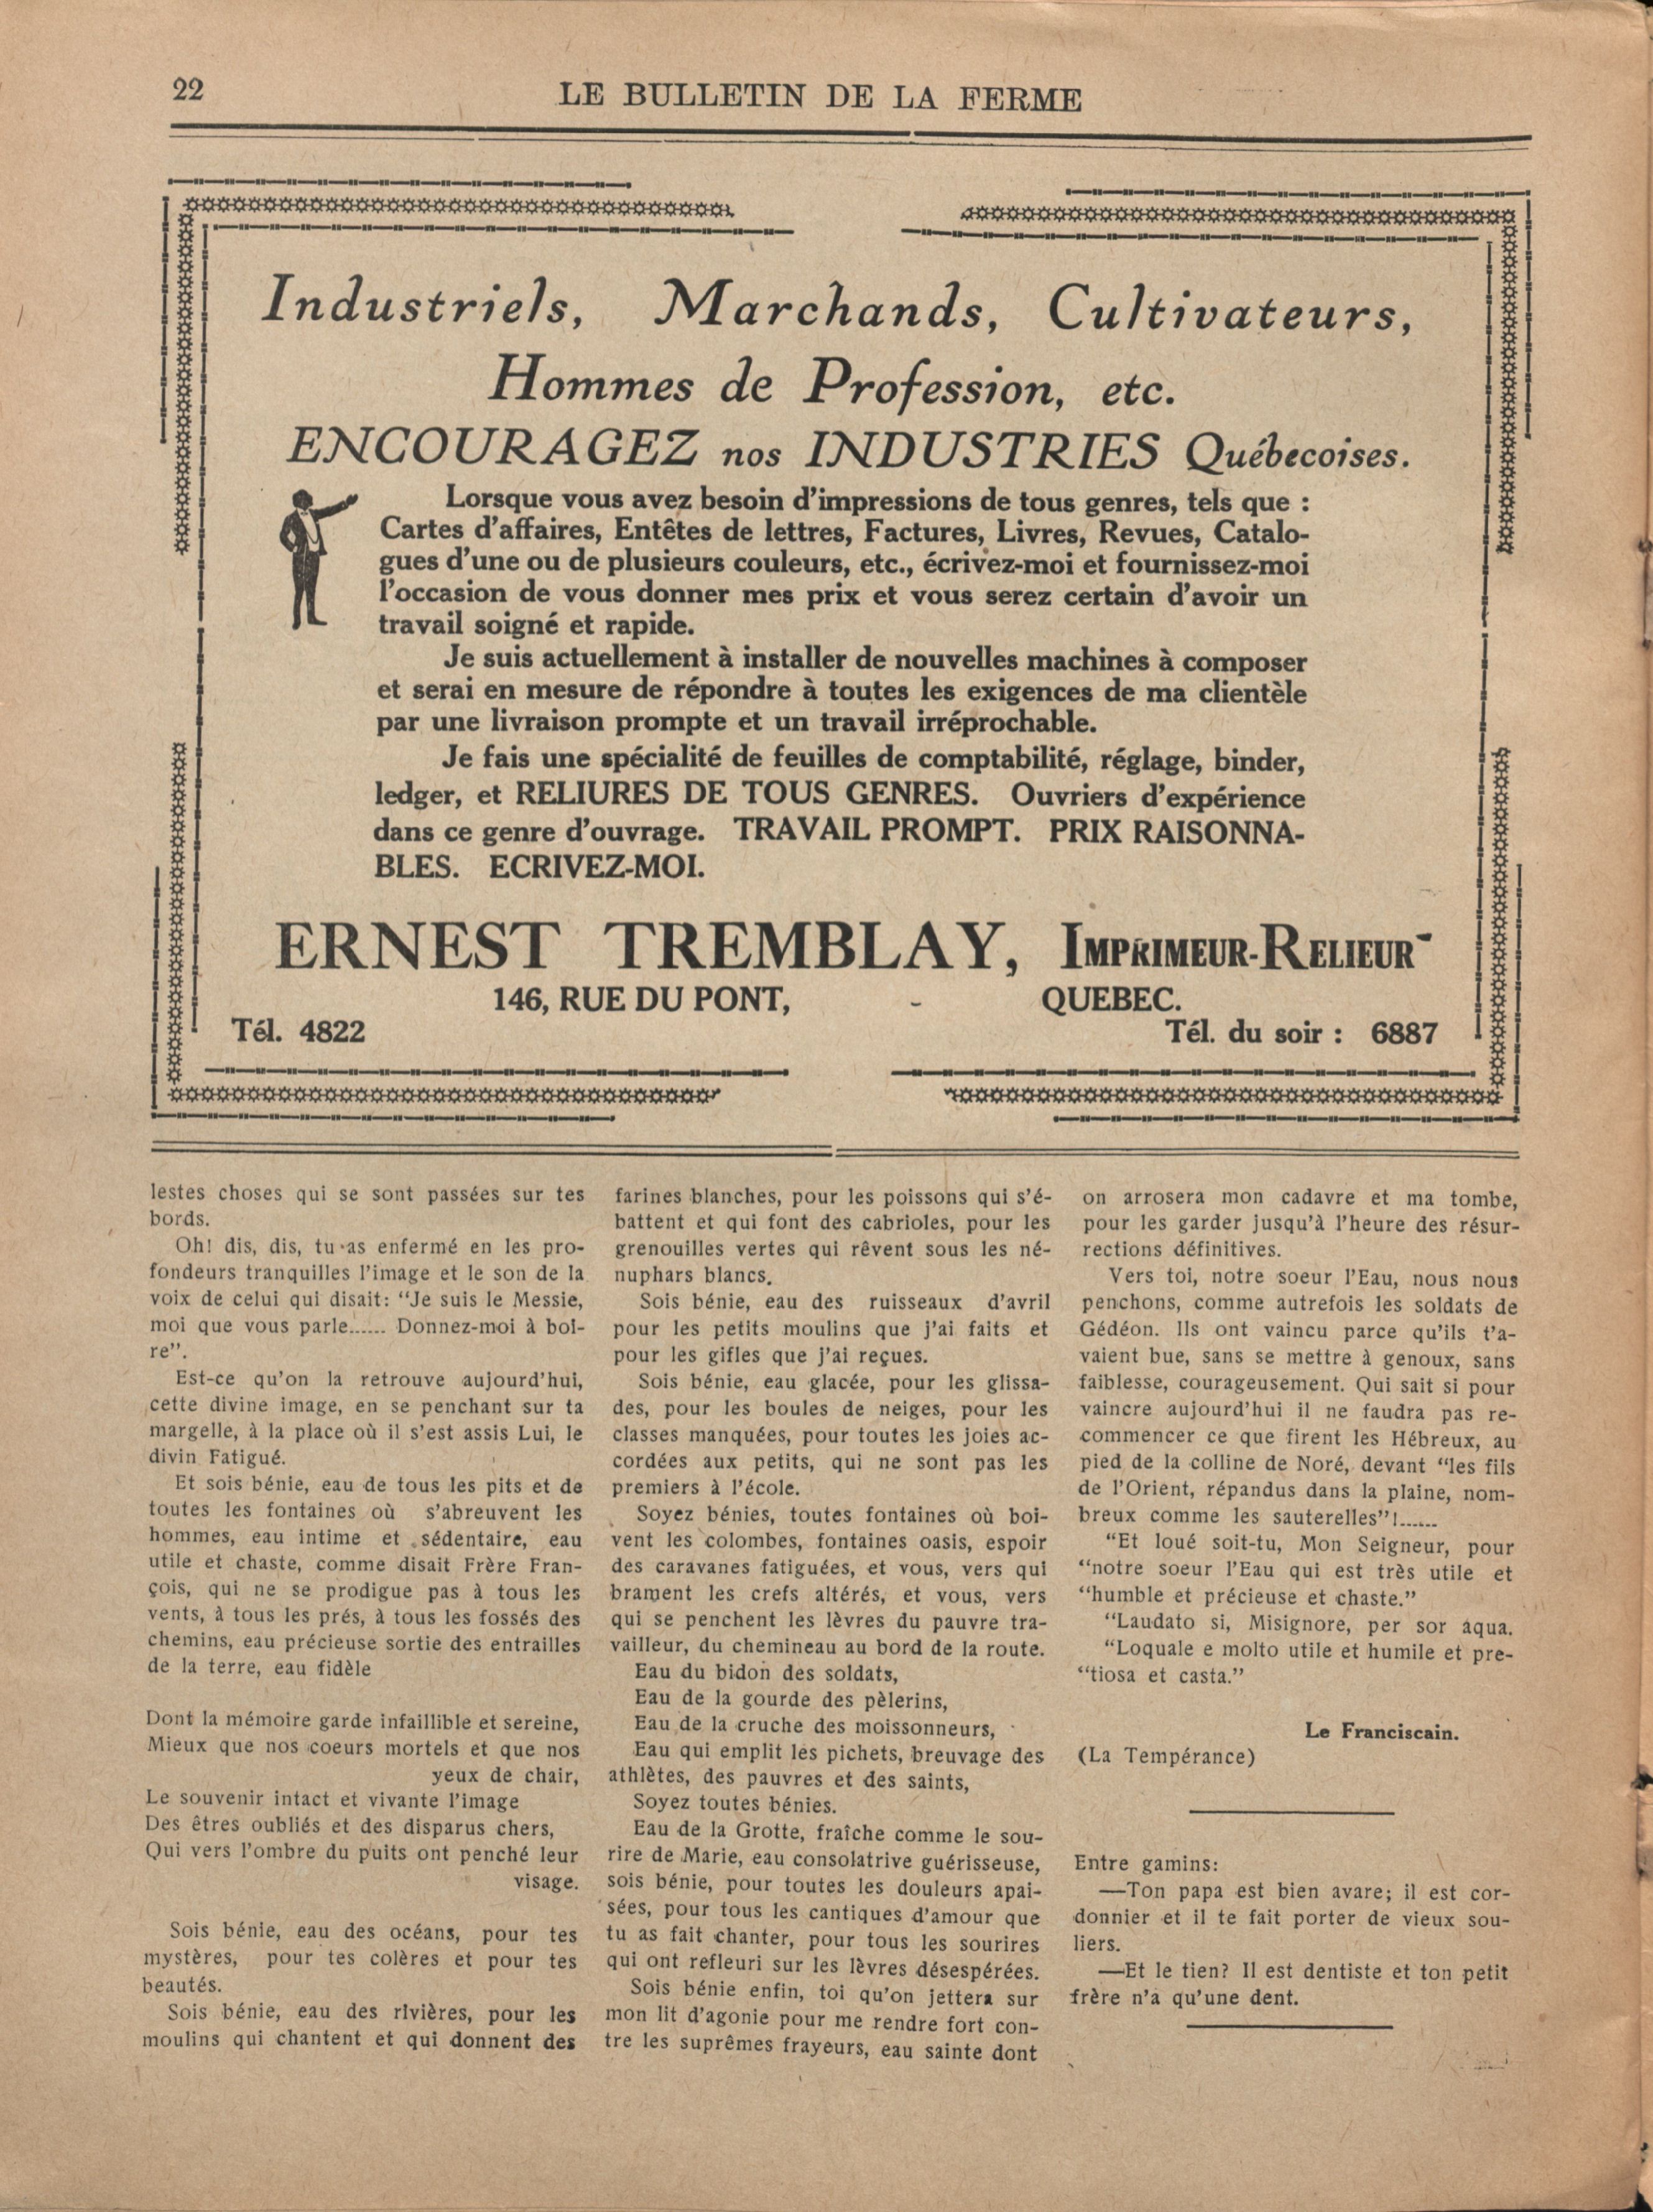 22
LE BULLETIN DE LA FERME
Industriels, Marchands, Cultivateurs,
Hommes de Profession, etc.
ENCOURAGEZ nos INDUSTRIES Québecoises.
Lorsque vous avez besoin d'impressions de tous genres, tels que :
Cartes d'affaires, Entêtes de lettres, Factures, Livres, Revues, Catalo-
gues d'une ou de plusieurs couleurs, etc., écrivez-moi et fournissez-moi
l'occasion de vous donner mes prix et vous serez certain d'avoir un
travail soigné et rapide.
Je suis actuellement à installer de nouvelles machines à composer
et serai en mesure de répondre à toutes les exigences de ma clientèle
par une livraison prompte et un travail irréprochable.
Je fais une spécialité de feuilles de comptabilité, réglage, binder,
ledger, et RELIURES DE TOUS GENRES. Ouvriers d'expérience
dans ce genre d'ouvrage. TRAVAIL PROMPT. PRIX RAISONNA-
BLES. ECRIVEZ-MOI.
ERNEST TREMBLAY, IMPRIMEUR-RELIEUR
146, RUE DU PONT, - QUEBEC.
Tél. 4822 Tél. du soir : 6887
lestes choses qui se sont passées sur tes
bords.
Oh! dis, dis, tu as enfermé en les pro-
fondeurs tranquilles l'image et le son de la
voix de celui qui disait: "Je suis le Messie,
moi que vous parle...... Donnez-moi à boi-
re".
Est-ce qu'on la retrouve aujourd'hui,
cette divine image, en se penchant sur ta
margelle, à la place où il s'est assis Lui, le
divin Fatigué.
Et sois bénie, eau de tous les pits et de
toutes les fontaines où s'abreuvent les
hommes, eau intime et sédentaire, eau
utile et chaste, comme disait Frère Fran-
çois, qui ne se prodigue pas à tous les
vents, à tous les prés, à tous les fossés des
chemins, eau précieuse sortie des entrailles
de la terre, eau fidèle
Dont la mémoire garde infaillible et sereine,
Mieux que nos coeurs mortels et que nos
yeux de chair,
Le souvenir intact et vivante l'image
Des êtres oubliés et des disparus chers,
Qui vers l'ombre du puits ont penché leur
visage.
Sois bénie, eau des océans, pour tes
mystères, pour tes colères et pour tes
beautés.
Sois bénie, eau des rivières, pour les
moulins qui chantent et qui donnent des
farines blanches, pour les poissons qui s'é-
battent et qui font des cabrioles, pour les
grenouilles vertes qui rêvent sous les né-
nuphars blancs.
Sois bénie, eau des ruisseaux d'avril
pour les petits moulins que j'ai faits et
pour les gifles que j'ai reçues.
Sois bénie, eau glacée, pour les glissa-
des, pour les boules de neiges, pour les
classes manquées, pour toutes les joies ac-
cordées aux petits, qui ne sont pas les
premiers à l'école.
Soyez bénies, toutes fontaines où boi-
vent les colombes, fontaines oasis, espoir
des caravanes fatiguées, et vous, vers qui
brament les crefs altérés, et vous, vers
qui se penchent les lèvres du pauvre tra-
vailleur, du chemineau au bord de la route.
Eau du bidon des soldats,
Eau de la gourde des pèlerins,
Eau de la cruche des moissonneurs,
Eau qui emplit les pichets, breuvage des
athlètes, des pauvres et des saints,
Soyez toutes bénies.
Eau de la Grotte, fraîche comme le sou-
rire de Marie, eau consolatrive guérisseuse,
sois bénie, pour toutes les douleurs apai-
sées, pour tous les cantiques d'amour que
tu as fait chanter, pour tous les sourires
qui ont refleuri sur les lèvres désespérées.
Sois bénie enfin, toi qu'on jettera sur
mon lit d'agonie pour me rendre fort con-
tre les suprêmes frayeurs, eau sainte dont
on arrosera mon cadavre et ma tombe,
pour les garder jusqu'à l'heure des résur-
rections définitives.
Vers toi, notre soeur l'Eau, nous nous
penchons, comme autrefois les soldats de
Gédéon. Ils ont vaincu parce qu'ils t'a-
vaient bue, sans se mettre à genoux, sans
faiblesse, courageusement. Qui sait si pour
vaincre aujourd'hui il ne faudra pas re-
commencer ce que firent les Hébreux, au
pied de la colline de Noré, devant "les fils
de l'Orient, répandus dans la plaine, nom-
breux comme les sauterelles"!......
"Et loué soit-tu, Mon Seigneur, pour
"notre soeur l'Eau qui est très utile et
"humble et précieuse et chaste."
"Laudato si, Misignore, per sor aqua.
"Loquale e molto utile et humile et pre-
"tiosa et casta."
Le Franciscain.
(La Tempérance)
Entre gamins:
—Ton papa est bien avare; il est cor-
donnier et il te fait porter de vieux sou-
liers.
—Et le tien? Il est dentiste et ton petit
frère n'a qu'une dent.